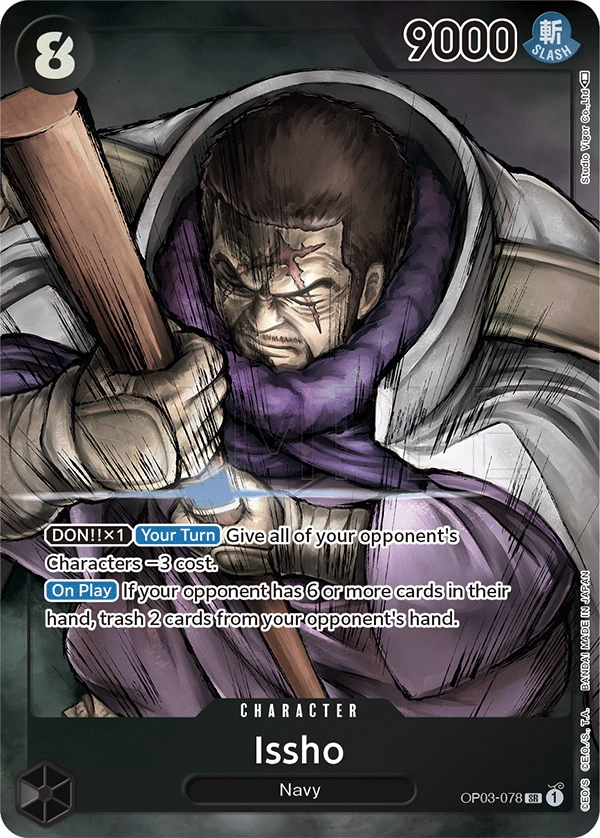 8
9000
斬
SLASH
Studio Vigor Co.,Ltd
DON!!×1 Your Turn Give all of your opponent's
Characters −3 cost.
On Play If your opponent has 6 or more cards in their
hand, trash 2 cards from your opponent's hand.
CHARACTER
Issho
Navy
OP03-078 SR 1
©EO/S ©E.O./S., T.A. BANDAI MADE IN JAPAN